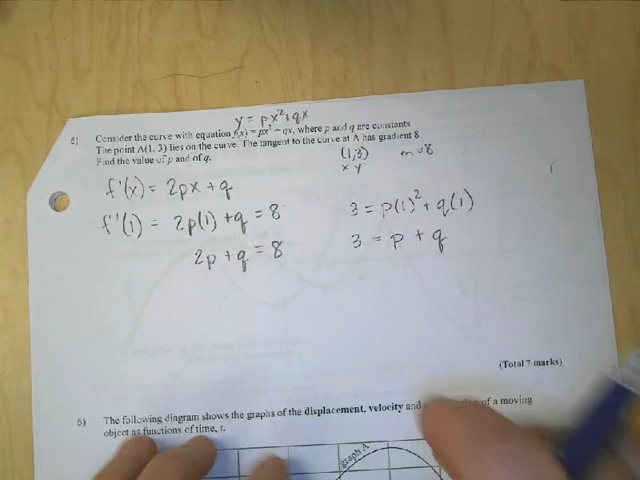 y = px² + qx
5) Consider the curve with equation f(x) = px² + qx, where p and q are constants.
The point A(1, 3) lies on the curve. The tangent to the curve at A has gradient 8.
Find the value of p and of q.
(1,3) m=8
x y
f'(x) = 2px + q
f'(1) = 2p(1) + q = 8
3 = p(1)² + q(1)
2p + q = 8
3 = p + q
(Total 7 marks)
6) The following diagram shows the graphs of the displacement, velocity and of a moving
object as functions of time, t.
graph A